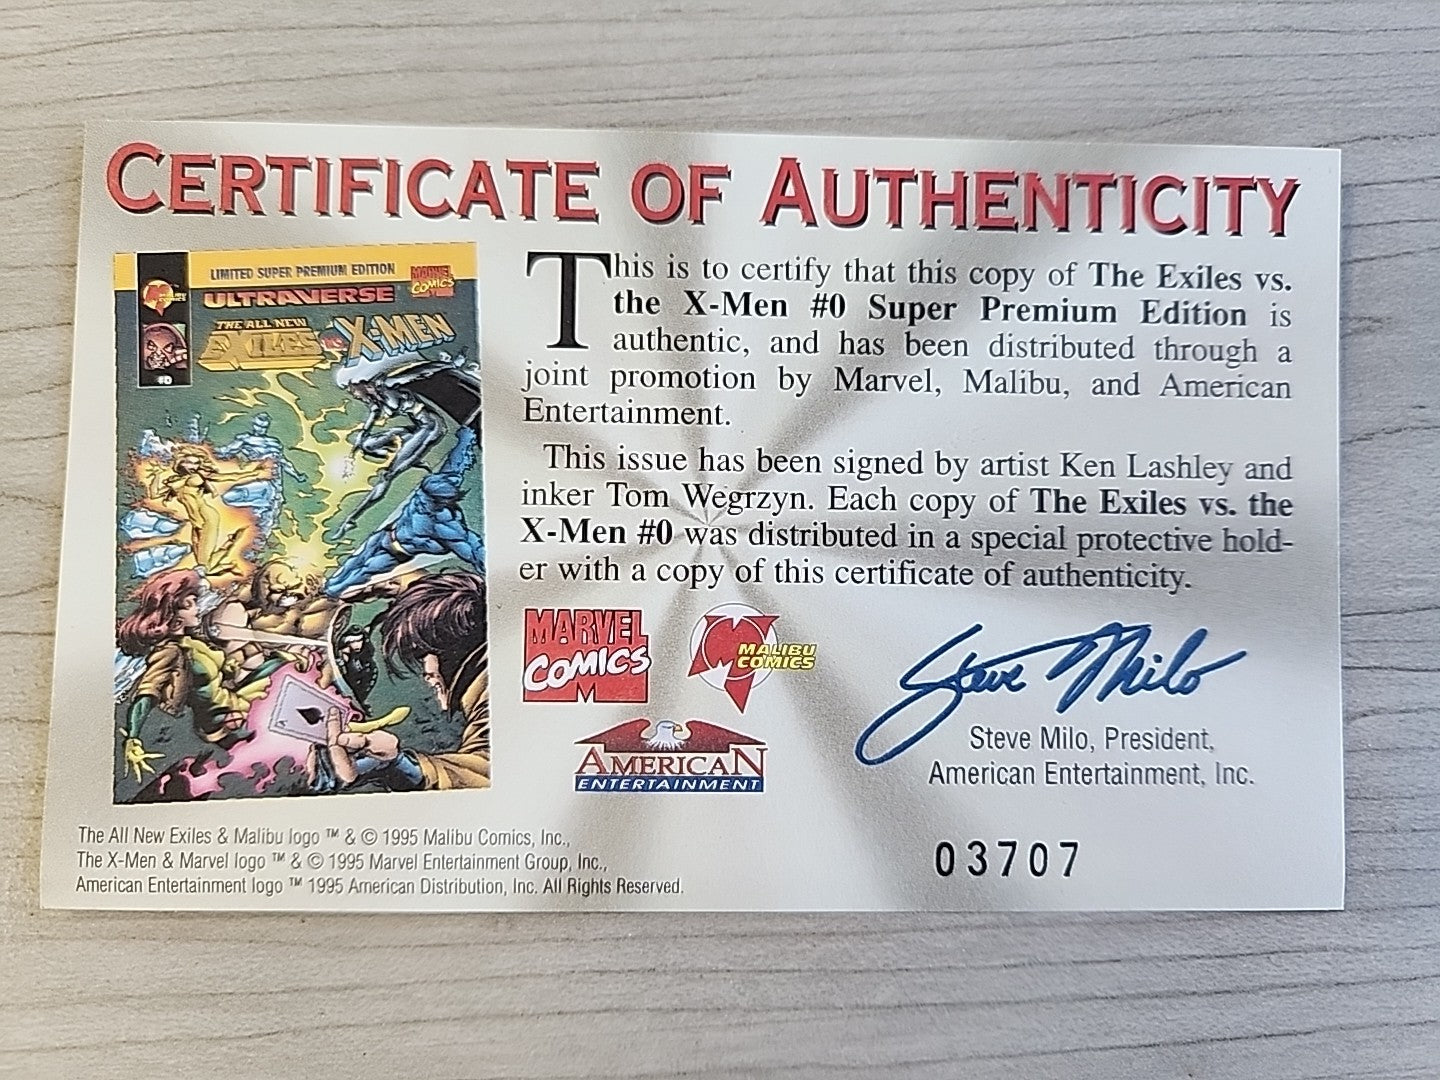 CERTIFICATE OF AUTHENTICITY
LIMITED SUPER PREMIUM EDITION
MARVEL
COMICS
MALIBU
ULTRAVERSE
THE ALL NEW
EXILES VS X-MEN
#0
This is to certify that this copy of The Exiles vs.
the X-Men #0 Super Premium Edition is
authentic, and has been distributed through a
joint promotion by Marvel, Malibu, and American
Entertainment.
This issue has been signed by artist Ken Lashley and
inker Tom Wegrzyn. Each copy of The Exiles vs. the
X-Men #0 was distributed in a special protective hold-
er with a copy of this certificate of authenticity.
MARVEL
COMICS
M
MALIBU
COMICS
AMERICAN
ENTERTAINMENT
Steve Milo
Steve Milo, President,
American Entertainment, Inc.
The All New Exiles & Malibu logo ™ & © 1995 Malibu Comics, Inc.,
The X-Men & Marvel logo ™ & © 1995 Marvel Entertainment Group, Inc.,
American Entertainment logo ™ 1995 American Distribution, Inc. All Rights Reserved.
03707